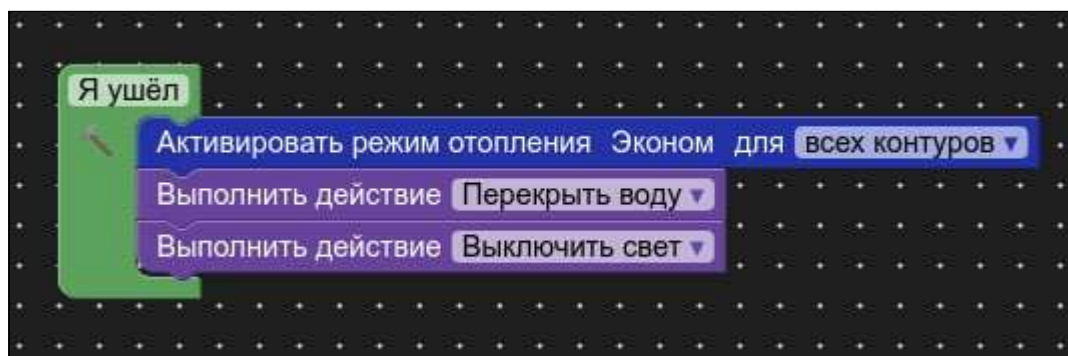 Я ушёл
Активировать режим отопления Эконом для всех контуров
Выполнить действие Перекрыть воду
Выполнить действие Выключить свет